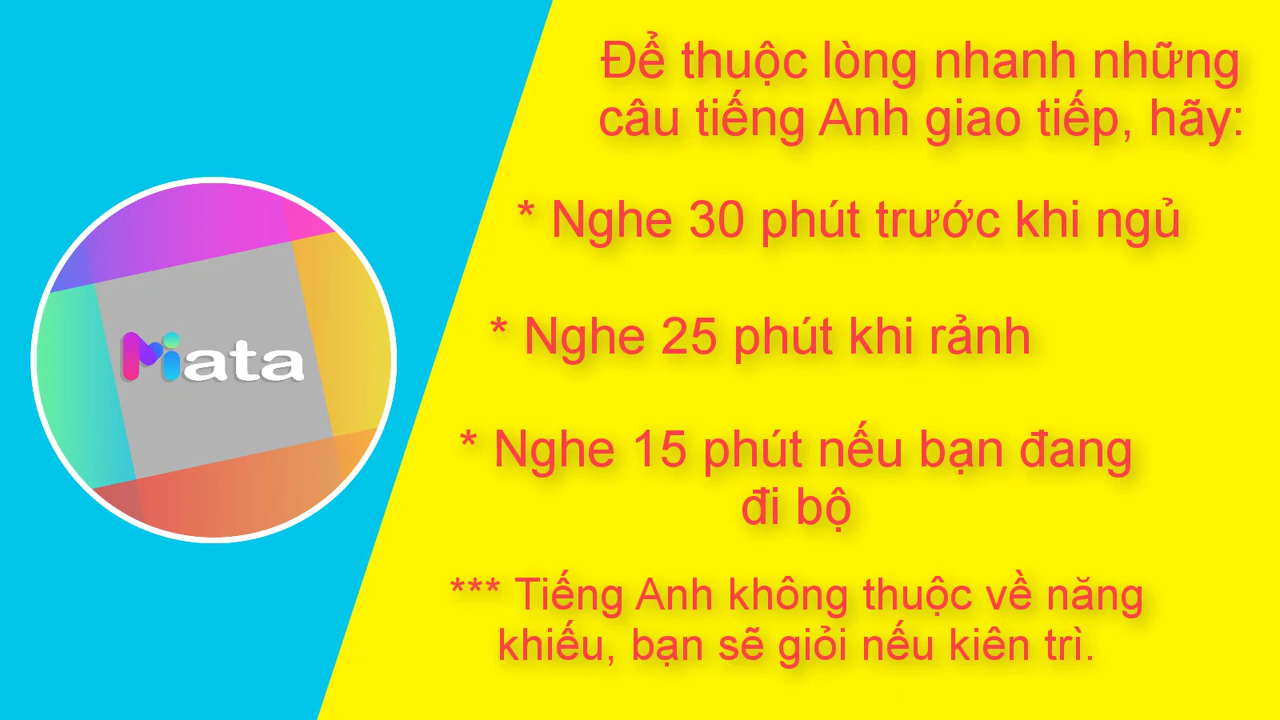 Để thuộc lòng nhanh những
câu tiếng Anh giao tiếp, hãy:
* Nghe 30 phút trước khi ngủ
* Nghe 25 phút khi rảnh
* Nghe 15 phút nếu bạn đang
đi bộ
*** Tiếng Anh không thuộc về năng
khiếu, bạn sẽ giỏi nếu kiên trì.
Mata